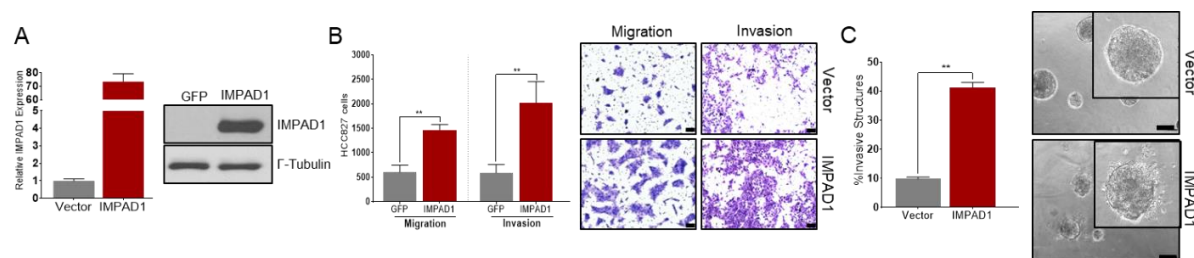 A
Relative IMPAD1 Expression
80
70
60
5
4
2
1
0
Vector IMPAD1
GFP IMPAD1
IMPAD1
Γ-Tubulin
B
HCC827 cells
3000
2500
2000
1500
1000
500
0
**
**
GFP IMPAD1 GFP IMPAD1
Migration Invasion
Migration Invasion
Vector
IMPAD1
C
%Invasive Structures
50
40
30
20
10
0
**
Vector IMPAD1
Vector
IMPAD1